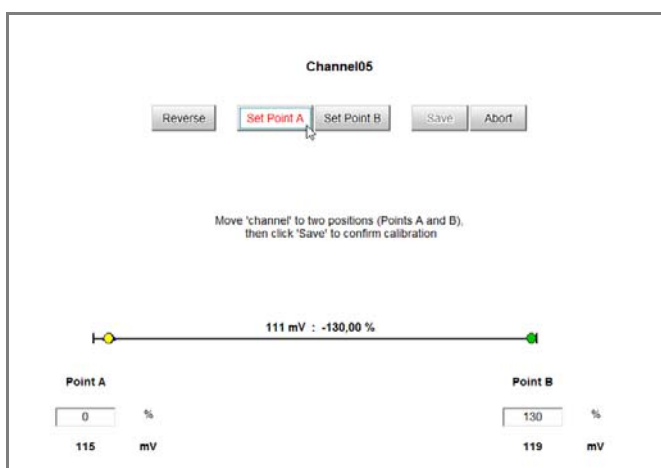 Channel05
Reverse Set Point A Set Point B Save Abort
Move 'channel' to two positions (Points A and B),
then click 'Save' to confirm calibration
111 mV : -130,00 %
Point A Point B
0 % 130 %
115 mV 119 mV